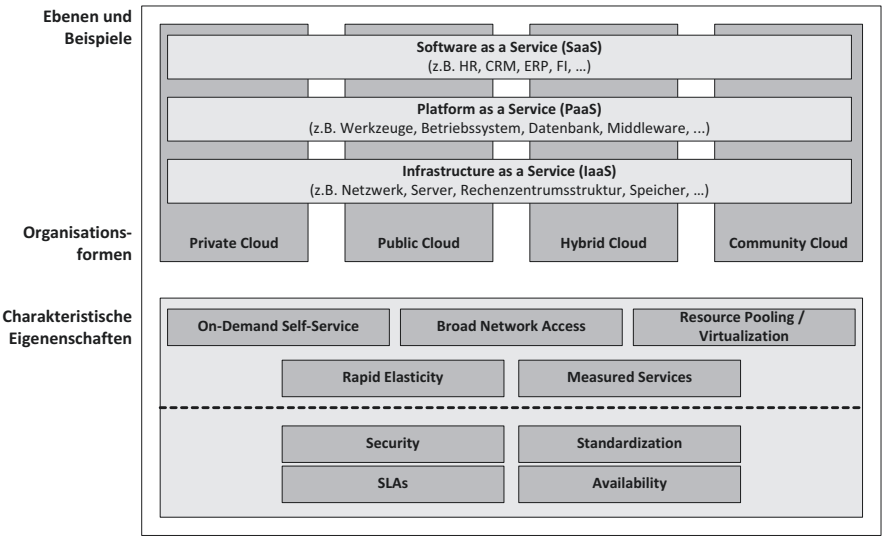 Ebenen und
Beispiele
Software as a Service (SaaS)
(z.B. HR, CRM, ERP, FI, …)
Platform as a Service (PaaS)
(z.B. Werkzeuge, Betriebssystem, Datenbank, Middleware, ...)
Infrastructure as a Service (IaaS)
(z.B. Netzwerk, Server, Rechenzentrumsstruktur, Speicher, …)
Organisations-
formen
Private Cloud
Public Cloud
Hybrid Cloud
Community Cloud
Charakteristische
Eigenenschaften
On-Demand Self-Service
Broad Network Access
Resource Pooling /
Virtualization
Rapid Elasticity
Measured Services
Security
Standardization
SLAs
Availability